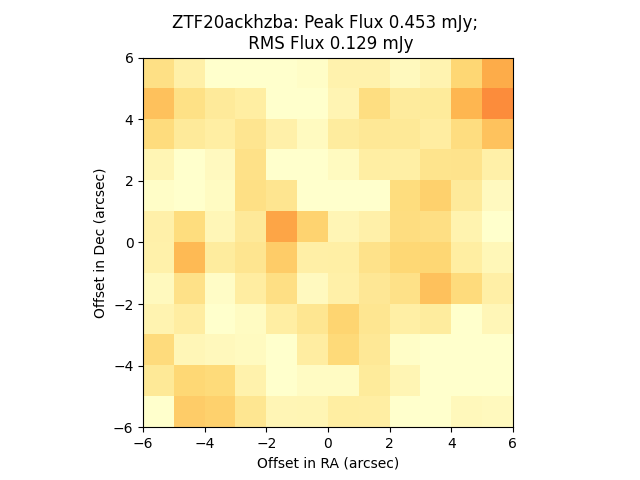 ZTF20ackhzba: Peak Flux 0.453 mJy;
RMS Flux 0.129 mJy
6
4
2
0
−2
−4
−6
Offset in Dec (arcsec)
−6 −4 −2 0 2 4 6
Offset in RA (arcsec)